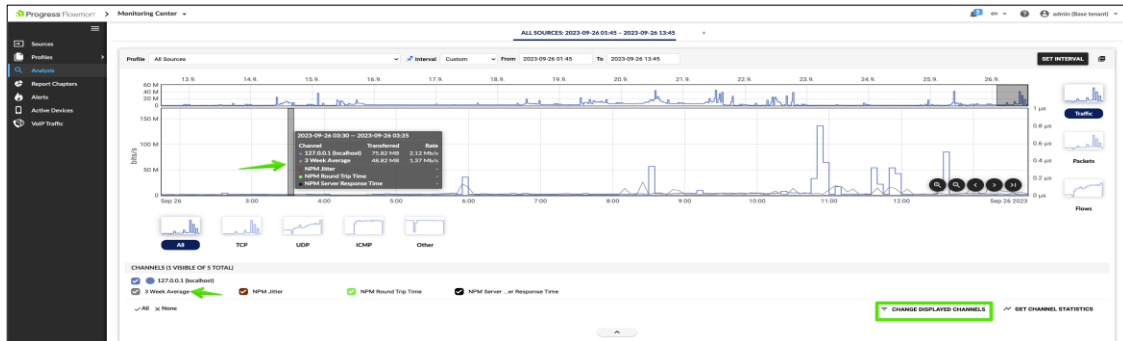 Progress Flowmon Monitoring Center en admin (Base tenant)
ALL SOURCES: 2023-09-26 01:45 - 2023-09-26 13:45
Sources
Profiles
Analysis
Report Chapters
Alerts
Active Devices
VoIP Traffic
Profile All Sources Interval Custom From 2023-09-26 01:45 To 2023-09-26 13:45 SET INTERVAL
13.9. 14.9. 15.9. 16.9. 17.9. 18.9. 19.9. 20.9. 21.9. 22.9. 23.9. 24.9. 25.9. 26.9.
60 M
40 M
20 M
0
150 M
100 M
50 M
0
bits/s
1 µs
0.8 µs
0.6 µs
0.4 µs
0.2 µs
0 µs
2023-09-26 03:30 — 2023-09-26 03:35
Channel Transferred Rate
127.0.0.1 (localhost) 75.82 MB 2.12 Mb/s
3 Week Average 48.82 MB 1.37 Mb/s
NPM Jitter -
NPM Round Trip Time -
NPM Server Response Time -
Sep 26 3:00 4:00 5:00 6:00 7:00 8:00 9:00 10:00 11:00 12:00 Sep 26 2023
Traffic
Packets
Flows
All TCP UDP ICMP Other
CHANNELS (1 VISIBLE OF 5 TOTAL)
127.0.0.1 (localhost)
3 Week Average NPM Jitter NPM Round Trip Time NPM Server ...er Response Time
All None CHANGE DISPLAYED CHANNELS GET CHANNEL STATISTICS